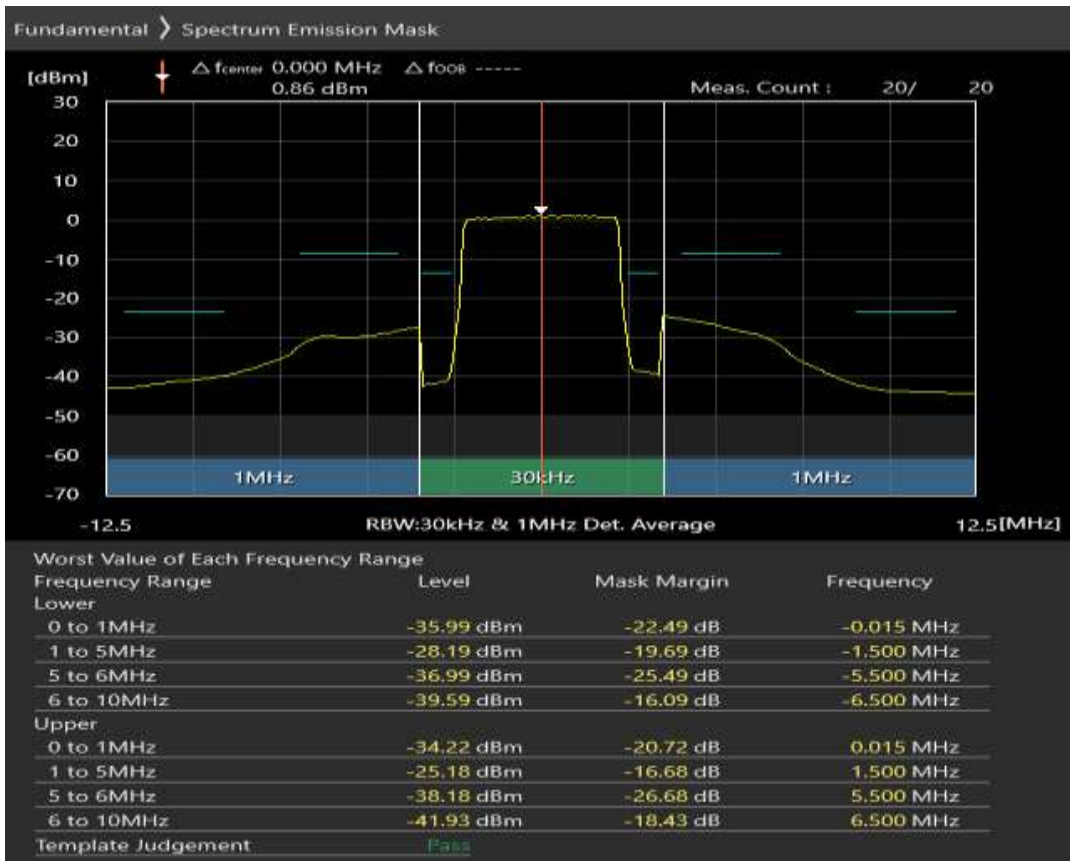 Fundamental ❯ Spectrum Emission Mask
[dBm]
△ fcenter 0.000 MHz △ fOOB -----
0.86 dBm
Meas. Count : 20/ 20
30
20
10
0
-10
-20
-30
-40
-50
-60
-70
1MHz 30kHz 1MHz
-12.5 RBW:30kHz & 1MHz Det. Average 12.5[MHz]
Worst Value of Each Frequency Range
Frequency Range Level Mask Margin Frequency
Lower
0 to 1MHz -35.99 dBm -22.49 dB -0.015 MHz
1 to 5MHz -28.19 dBm -19.69 dB -1.500 MHz
5 to 6MHz -36.99 dBm -25.49 dB -5.500 MHz
6 to 10MHz -39.59 dBm -16.09 dB -6.500 MHz
Upper
0 to 1MHz -34.22 dBm -20.72 dB 0.015 MHz
1 to 5MHz -25.18 dBm -16.68 dB 1.500 MHz
5 to 6MHz -38.18 dBm -26.68 dB 5.500 MHz
6 to 10MHz -41.93 dBm -18.43 dB 6.500 MHz
Template Judgement Pass